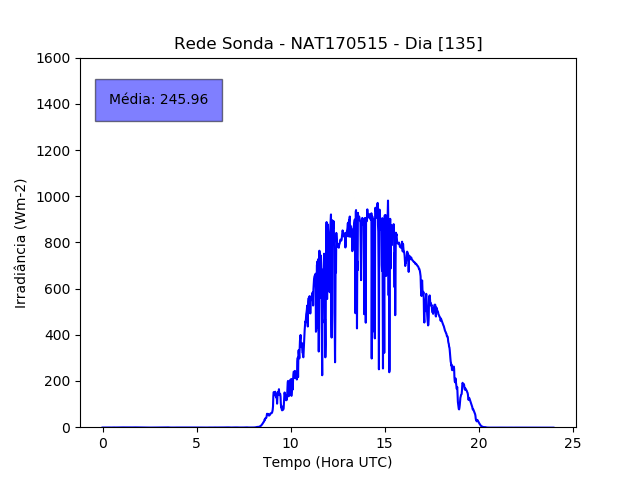 Rede Sonda - NAT170515 - Dia [135]
1600
1400
1200
1000
800
600
400
200
0
Média: 245.96
Irradiância (Wm-2)
0 5 10 15 20 25
Tempo (Hora UTC)